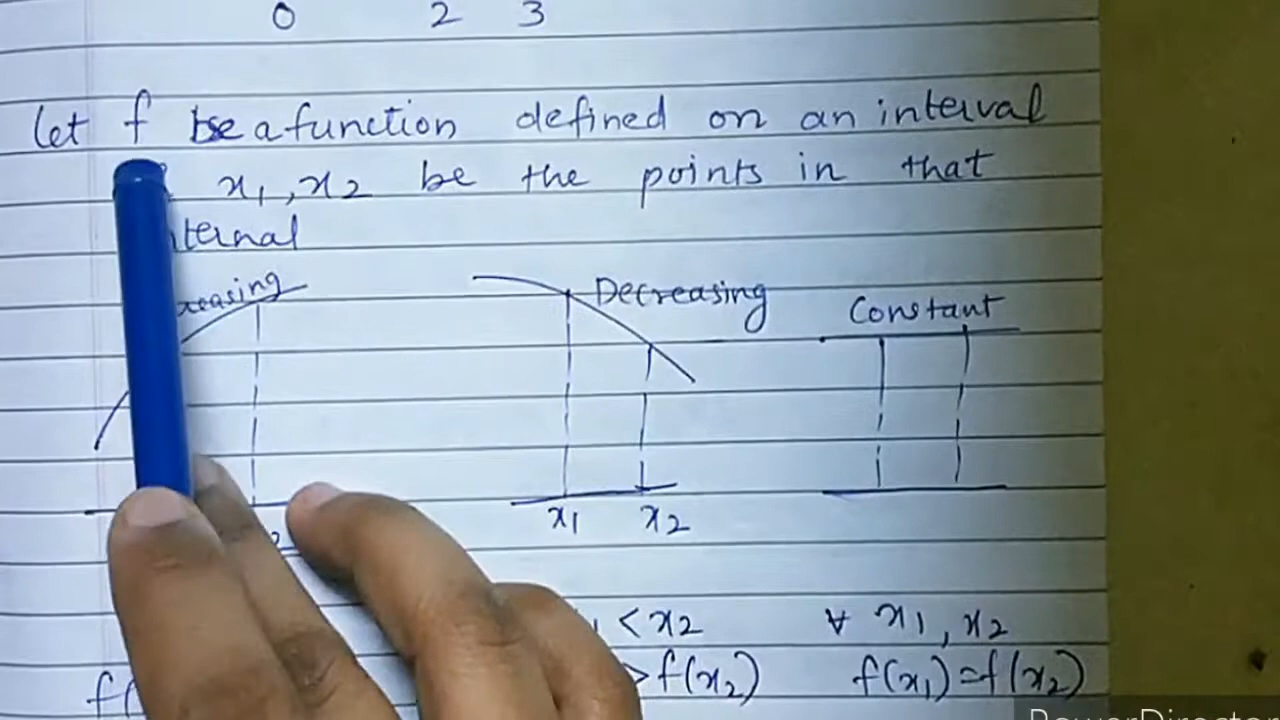 0 2 3
let f be a function defined on an interval
x1, x2 be the points in that
Decreasing Constant
x1 x2
< x2 ∀ x1, x2
>f(x2) f(x1)=f(x2)